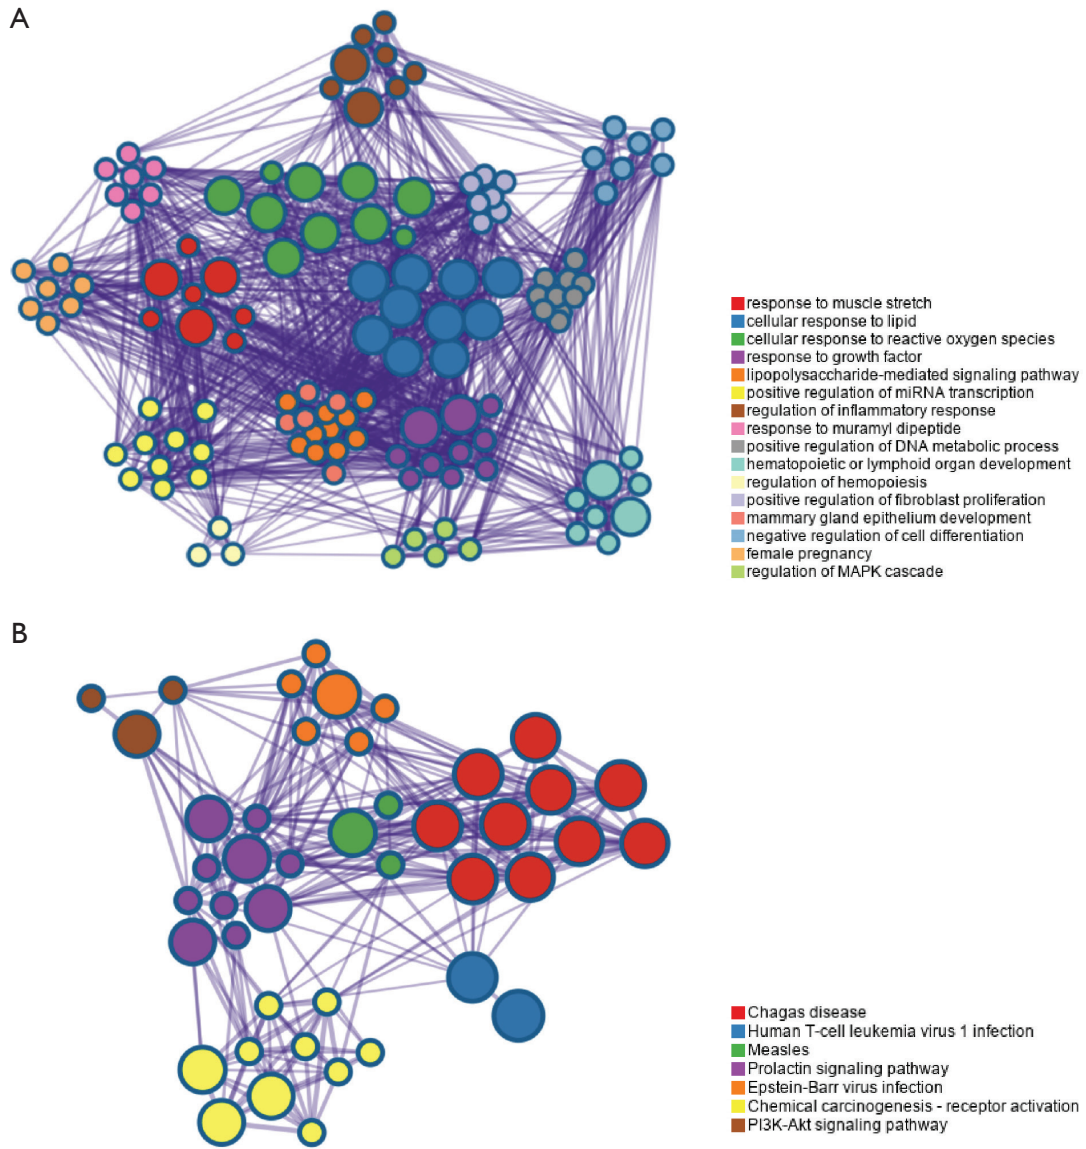 A
response to muscle stretch
cellular response to lipid
cellular response to reactive oxygen species
response to growth factor
lipopolysaccharide-mediated signaling pathway
positive regulation of miRNA transcription
regulation of inflammatory response
response to muramyl dipeptide
positive regulation of DNA metabolic process
hematopoietic or lymphoid organ development
regulation of hemopoiesis
positive regulation of fibroblast proliferation
mammary gland epithelium development
negative regulation of cell differentiation
female pregnancy
regulation of MAPK cascade
B
Chagas disease
Human T-cell leukemia virus 1 infection
Measles
Prolactin signaling pathway
Epstein-Barr virus infection
Chemical carcinogenesis - receptor activation
PI3K-Akt signaling pathway